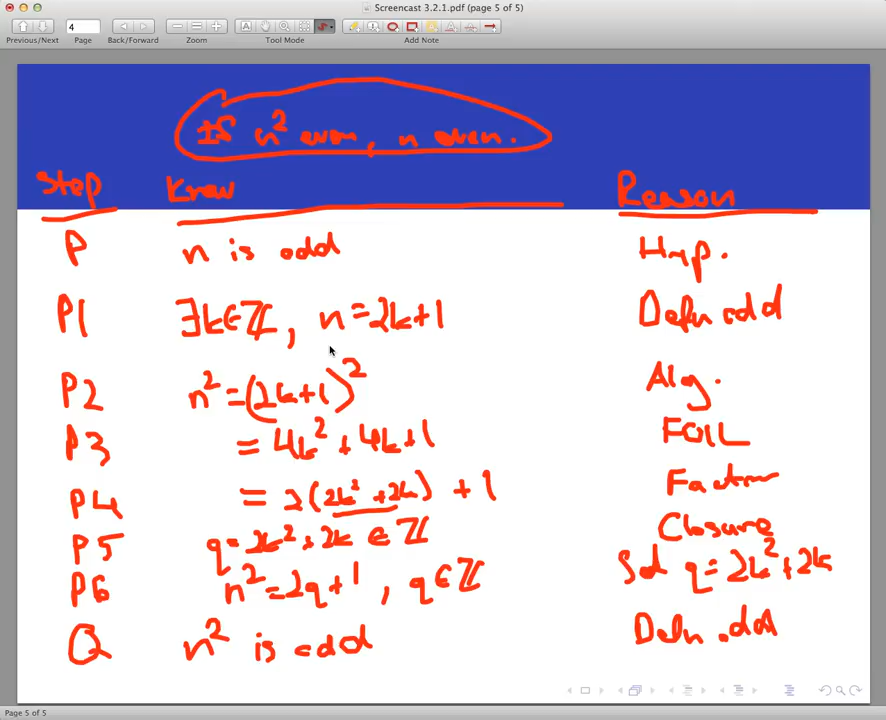 Screencast 3.2.1.pdf (page 5 of 5)
4
Previous/Next Page Back/Forward Zoom Tool Mode Add Note
If n² even, n even.
Step Know Reason
P n is odd Hyp.
P1 ∃k∈ℤ, n=2k+1 Defn odd
P2 n²=(2k+1)² Alg.
P3 =4k²+4k+1 FOIL
P4 =2(2k²+2k)+1 Factor
P5 q=2k²+2k ∈ℤ Closure
P6 n²=2q+1, q∈ℤ Set q=2k²+2k
Q n² is odd Defn. odd
Page 5 of 5